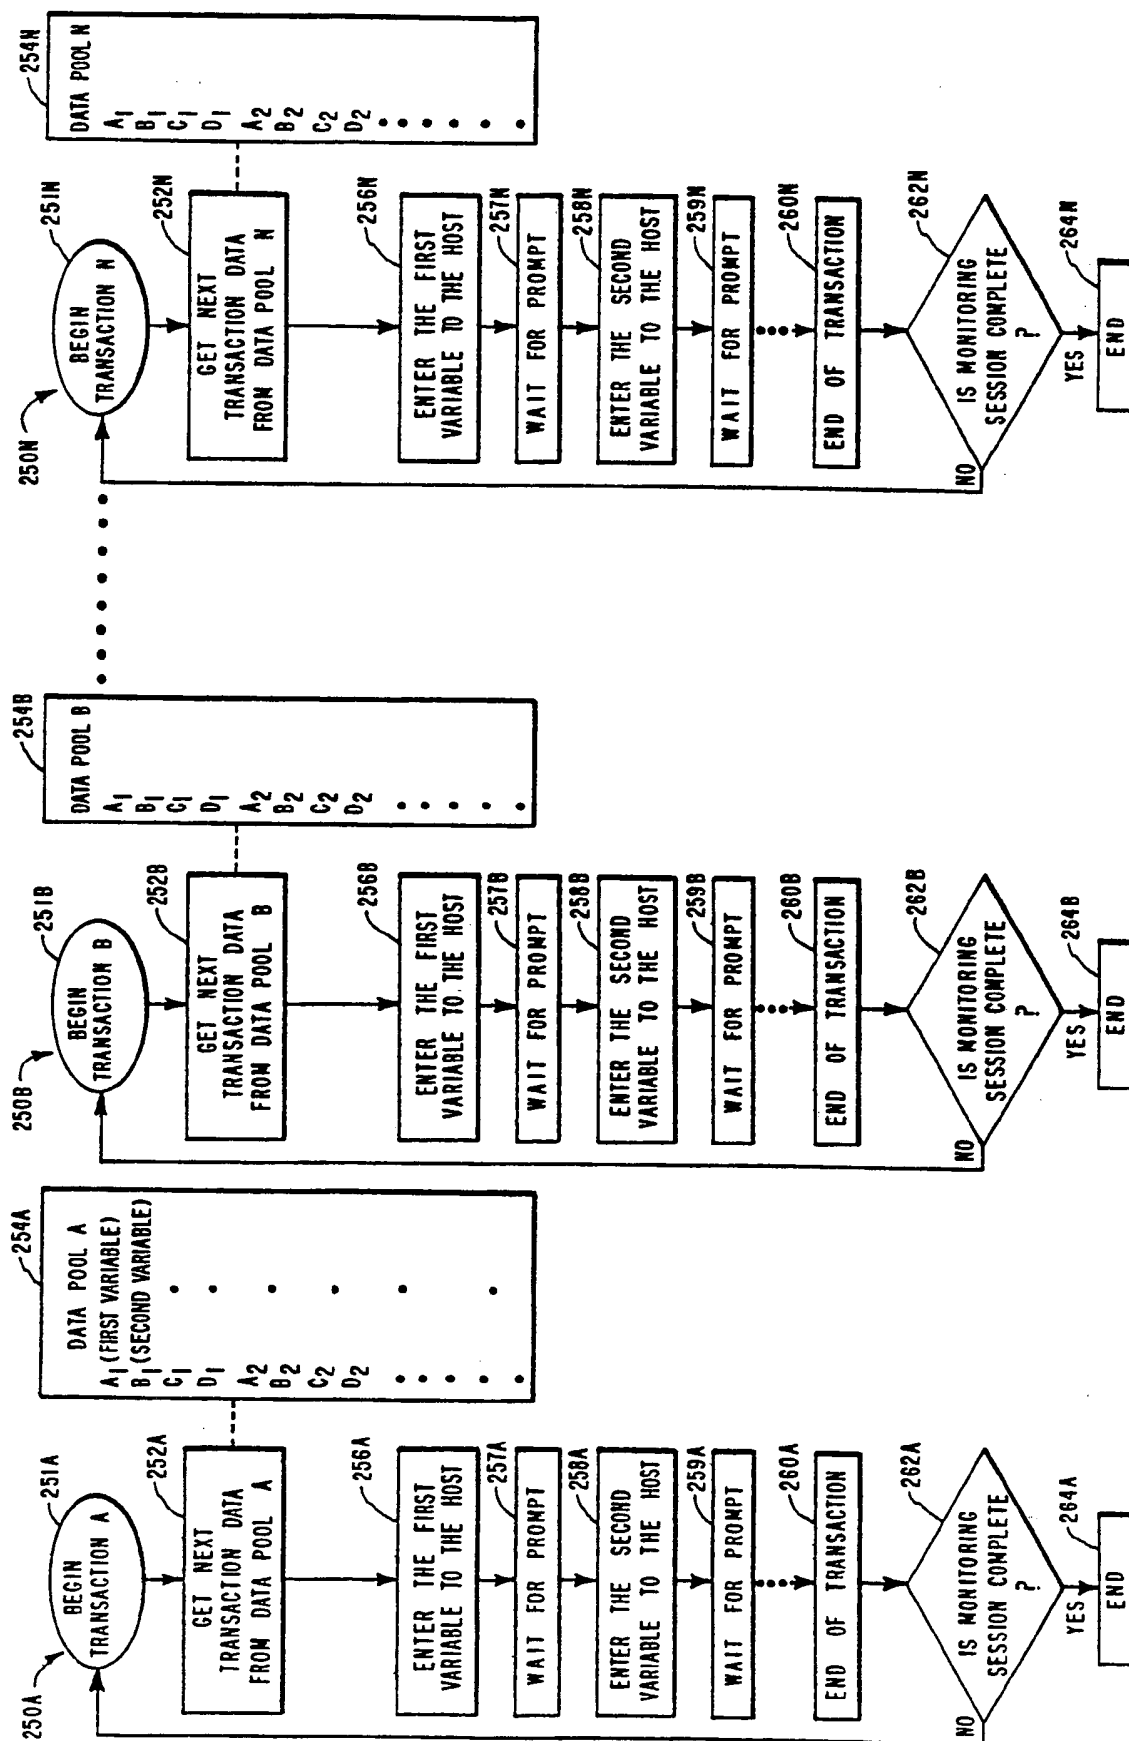 250A
251A
BEGIN
TRANSACTION A
252A
GET NEXT
TRANSACTION DATA
FROM DATA POOL A
254A
DATA POOL A
A1 (FIRST VARIABLE)
B1 (SECOND VARIABLE)
C1
D1
A2
B2
C2
D2
256A
ENTER THE FIRST
VARIABLE TO THE HOST
257A
WAIT FOR PROMPT
258A
ENTER THE SECOND
VARIABLE TO THE HOST
259A
WAIT FOR PROMPT
260A
END OF TRANSACTION
262A
IS MONITORING
SESSION COMPLETE
?
NO
YES
264A
END
250B
251B
BEGIN
TRANSACTION B
252B
GET NEXT
TRANSACTION DATA
FROM DATA POOL B
254B
DATA POOL B
A1
B1
C1
D1
A2
B2
C2
D2
256B
ENTER THE FIRST
VARIABLE TO THE HOST
257B
WAIT FOR PROMPT
258B
ENTER THE SECOND
VARIABLE TO THE HOST
259B
WAIT FOR PROMPT
260B
END OF TRANSACTION
262B
IS MONITORING
SESSION COMPLETE
?
NO
YES
264B
END
250N
251N
BEGIN
TRANSACTION N
252N
GET NEXT
TRANSACTION DATA
FROM DATA POOL N
254N
DATA POOL N
A1
B1
C1
D1
A2
B2
C2
D2
256N
ENTER THE FIRST
VARIABLE TO THE HOST
257N
WAIT FOR PROMPT
258N
ENTER THE SECOND
VARIABLE TO THE HOST
259N
WAIT FOR PROMPT
260N
END OF TRANSACTION
262N
IS MONITORING
SESSION COMPLETE
?
NO
YES
264N
END